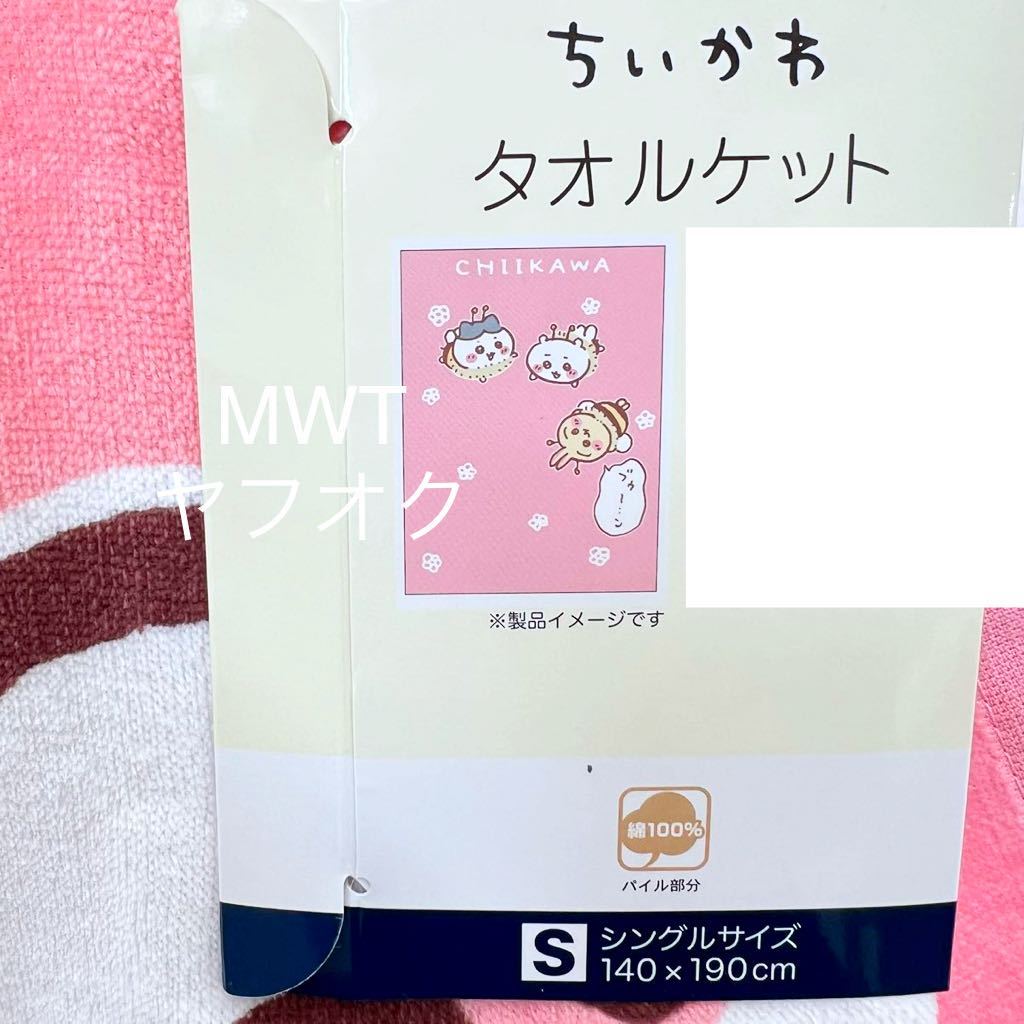 ちいかわ
タオルケット
CHIIKAWA
ブゥー…ン
MWT
ヤフオク
※製品イメージです
綿100%
パイル部分
S シングルサイズ
140×190cm